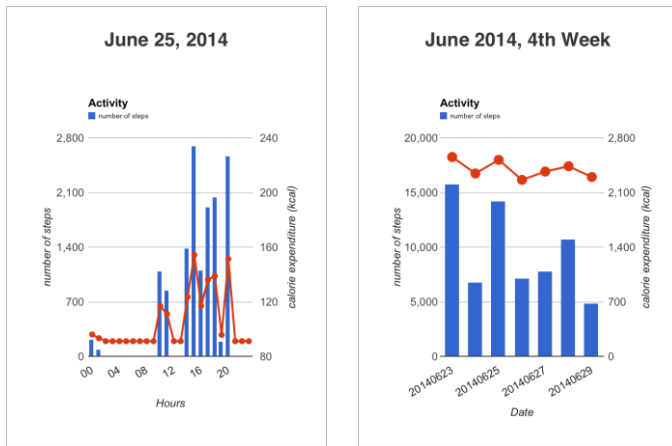 June 25, 2014
Activity
number of steps
2,800
2,100
1,400
700
0
240
200
160
120
80
number of steps
calorie expenditure (kcal)
00
04
08
12
16
20
Hours
June 2014, 4th Week
Activity
number of steps
20,000
15,000
10,000
5,000
0
2,800
2,100
1,400
700
0
number of steps
calorie expenditure (kcal)
20140623
20140625
20140627
20140629
Date